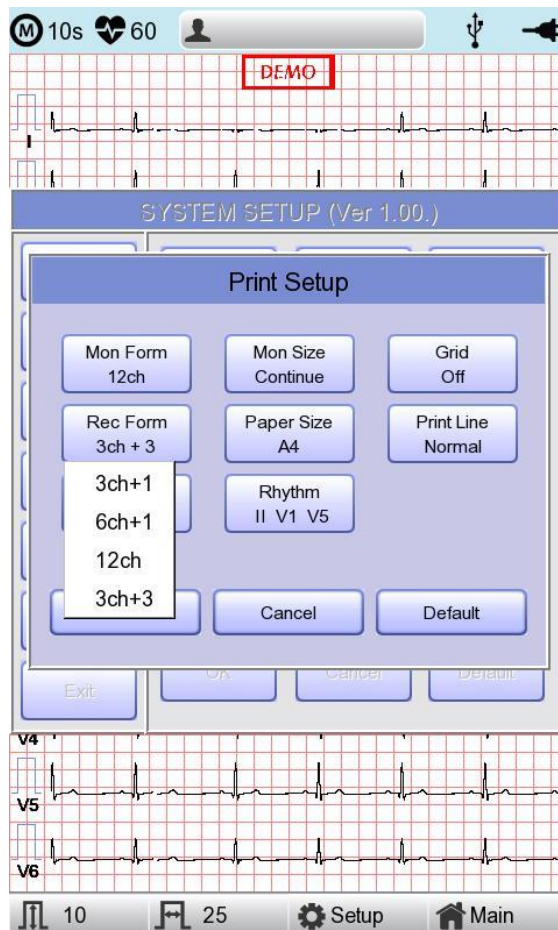 M 10s 60
DEMO
I
SYSTEM SETUP (Ver 1.00.)
Print Setup
Mon Form
12ch
Mon Size
Continue
Grid
Off
Rec Form
3ch + 3
Paper Size
A4
Print Line
Normal
3ch+1
6ch+1
12ch
3ch+3
Rhythm
II V1 V5
Cancel
Default
Exit
OK
Cancel
Default
V4
V5
V6
10
25
Setup
Main